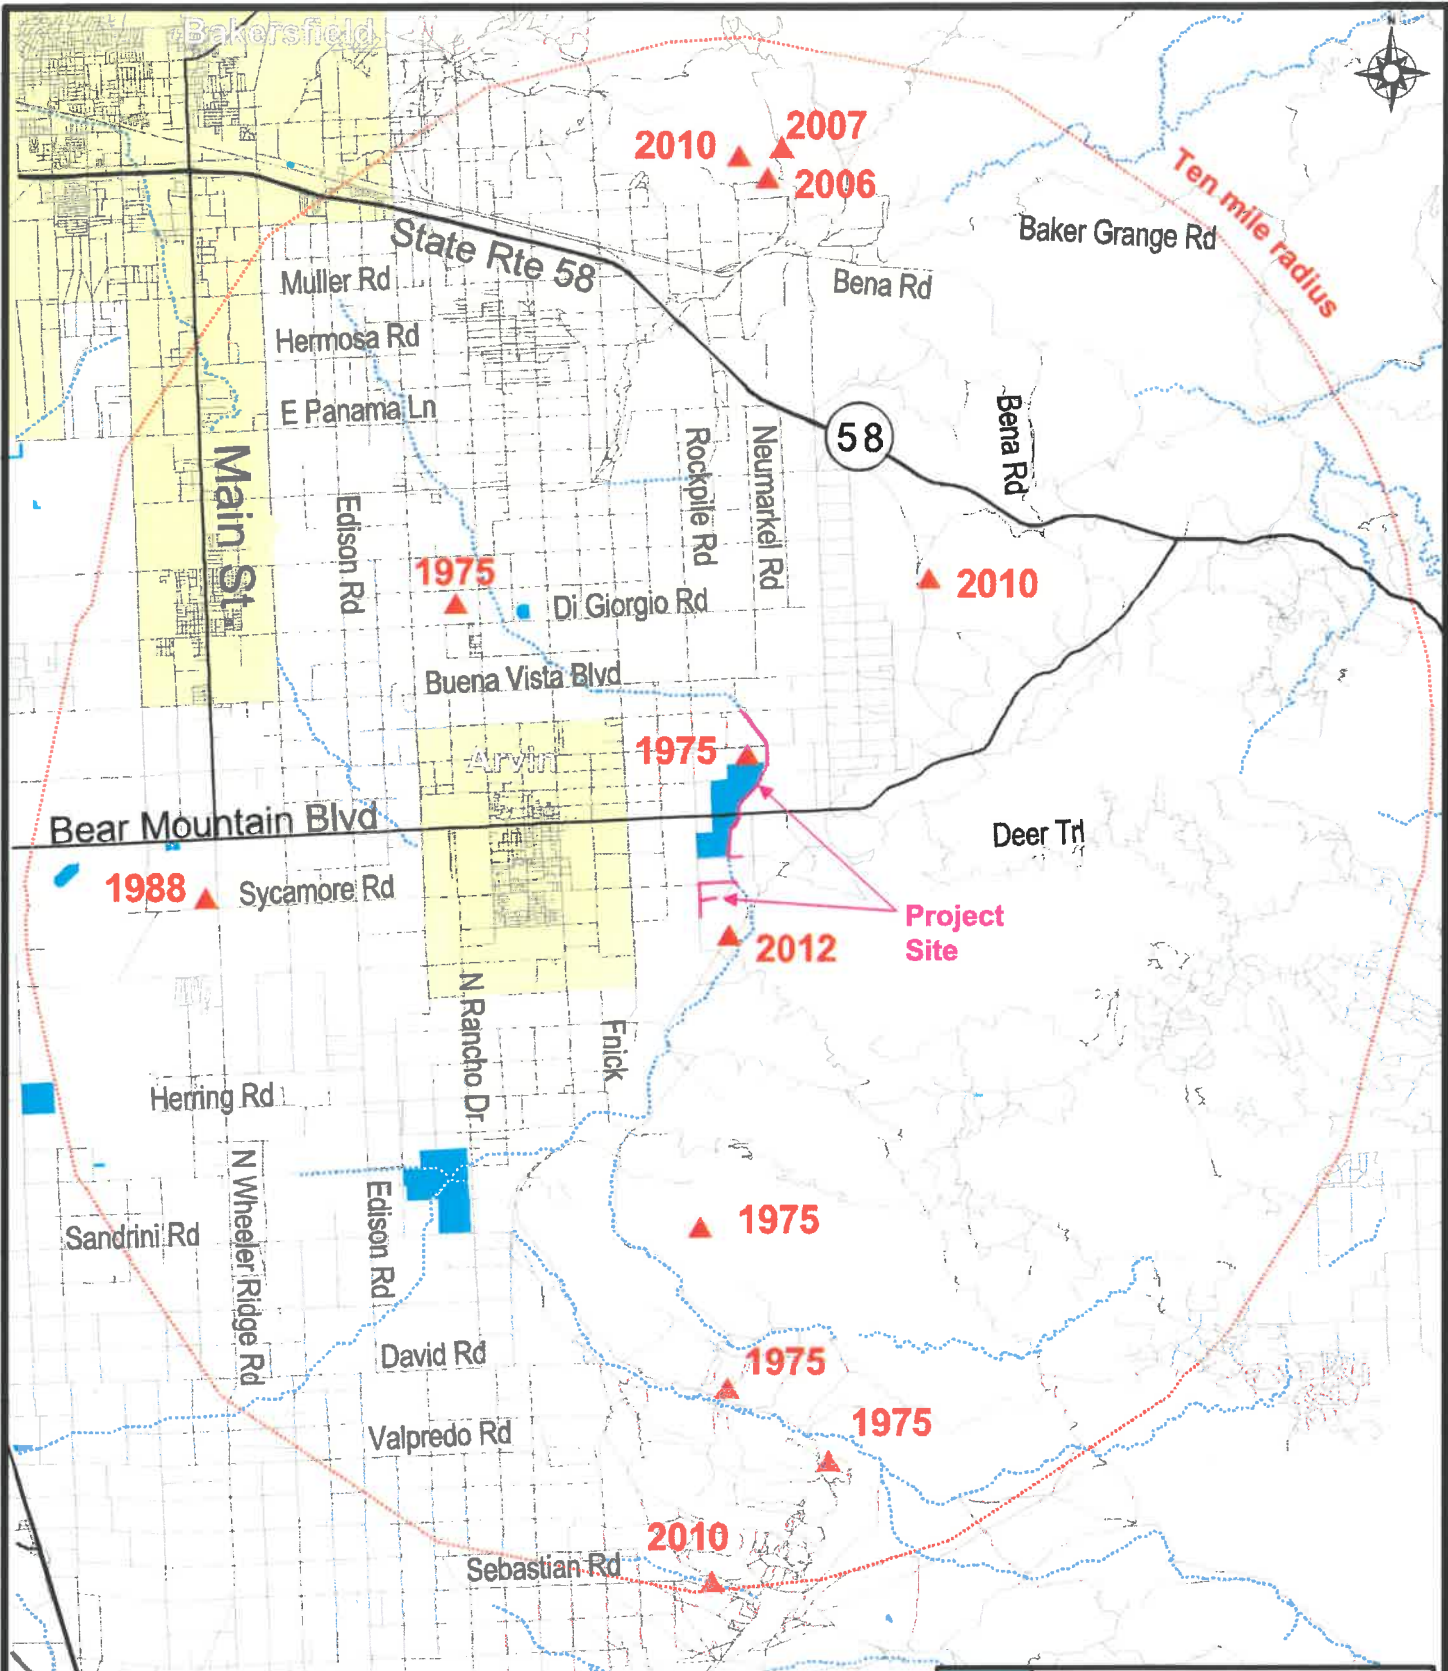 Bakersfield
N
2007
2010
2006
Ten mile radius
Baker Grange Rd
State Rte 58
Muller Rd
Bena Rd
Hermosa Rd
E Panama Ln
58
Bena Rd
Main St.
Rockpile Rd
Neumarkel Rd
Edison Rd
1975
2010
Di Giorgio Rd
Buena Vista Blvd
Arvin
1975
Bear Mountain Blvd
Deer Trl
1988
Sycamore Rd
Project
Site
2012
N Rancho Dr
Fnick
Herring Rd
N Wheeler Ridge Rd
Edison Rd
Sandrini Rd
1975
David Rd
1975
1975
Valpredo Rd
2010
Sebastian Rd